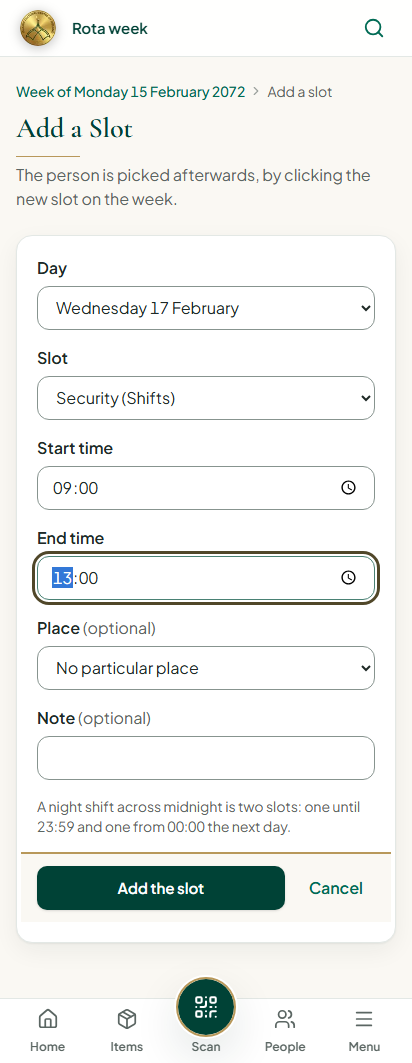 Rota week
Week of Monday 15 February 2072 > Add a slot
Add a Slot
The person is picked afterwards, by clicking the
new slot on the week.
Day
Wednesday 17 February
Slot
Security (Shifts)
Start time
09:00
End time
13:00
Place (optional)
No particular place
Note (optional)
A night shift across midnight is two slots: one until
23:59 and one from 00:00 the next day.
Add the slot Cancel
Home Items Scan People Menu